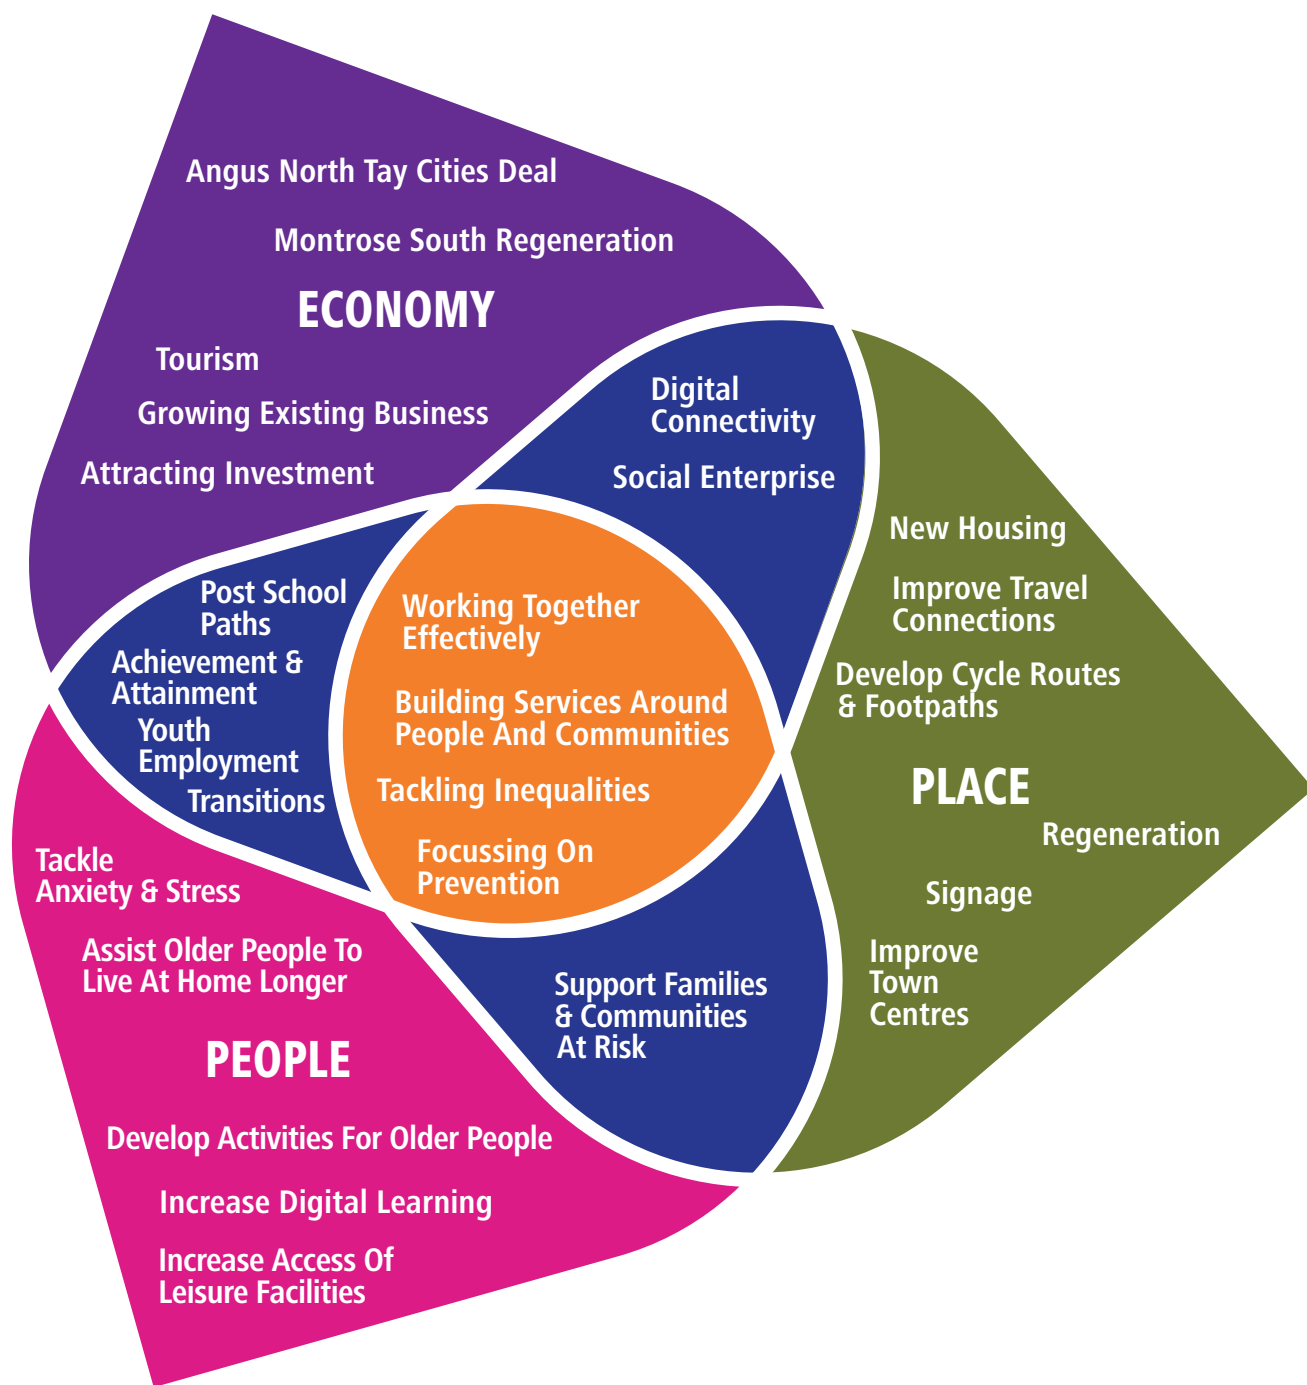 Angus North Tay Cities Deal
Montrose South Regeneration
ECONOMY
Tourism
Growing Existing Business
Attracting Investment
Digital
Connectivity
Social Enterprise
Post School
Paths
Achievement &
Attainment
Youth
Employment
Transitions
Working Together
Effectively
Building Services Around
People And Communities
Tackling Inequalities
Focussing On
Prevention
New Housing
Improve Travel
Connections
Develop Cycle Routes
& Footpaths
PLACE
Regeneration
Signage
Improve
Town
Centres
Support Families
& Communities
At Risk
Tackle
Anxiety & Stress
Assist Older People To
Live At Home Longer
PEOPLE
Develop Activities For Older People
Increase Digital Learning
Increase Access Of
Leisure Facilities